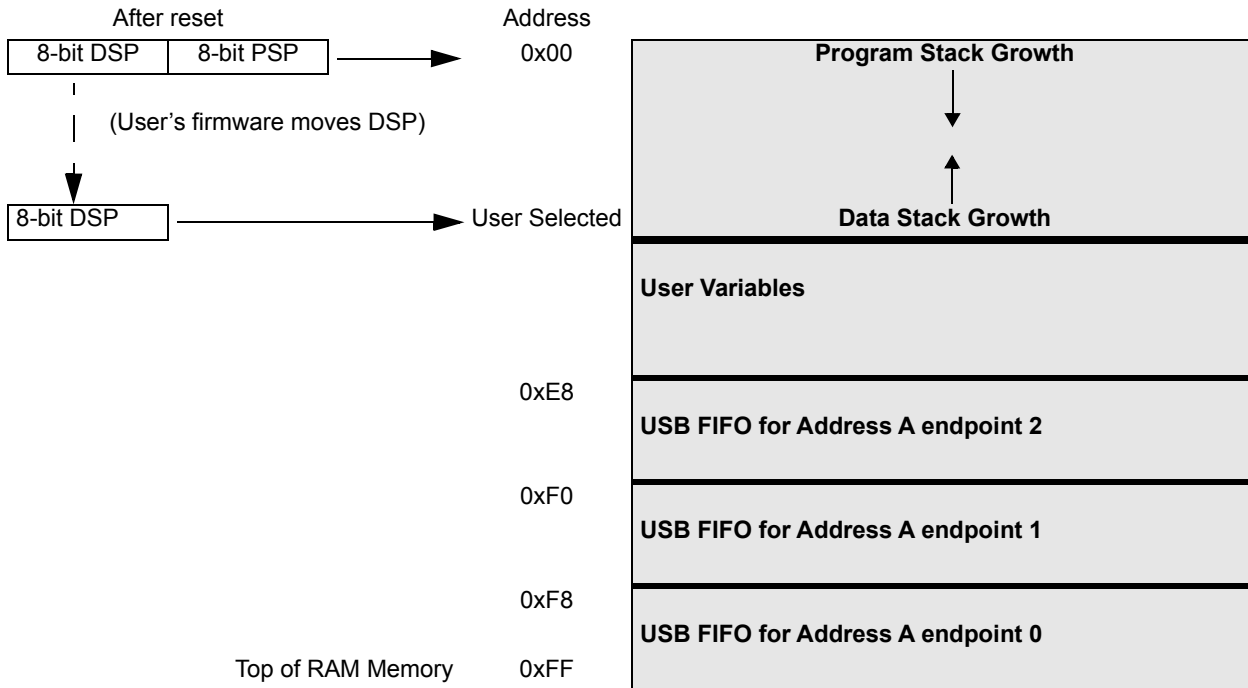 After reset
Address
8-bit DSP
8-bit PSP
0x00
Program Stack Growth
(User’s firmware moves DSP)
8-bit DSP
User Selected
Data Stack Growth
User Variables
0xE8
USB FIFO for Address A endpoint 2
0xF0
USB FIFO for Address A endpoint 1
0xF8
USB FIFO for Address A endpoint 0
Top of RAM Memory
0xFF